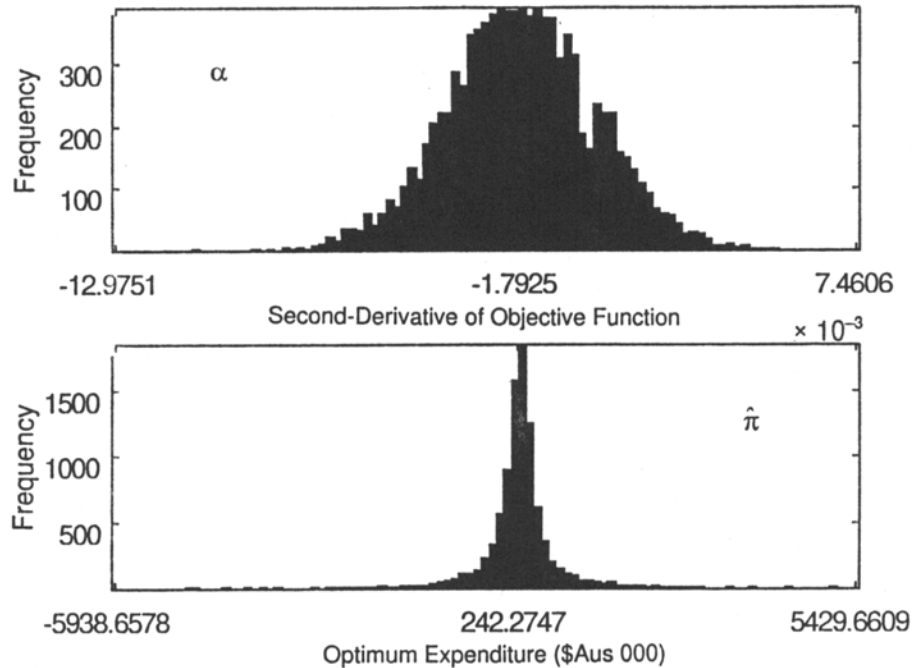 α
Frequency
300
200
100
-12.9751
-1.7925
7.4606
Second-Derivative of Objective Function
× 10⁻³
π̂
Frequency
1500
1000
500
-5938.6578
242.2747
5429.6609
Optimum Expenditure ($Aus 000)